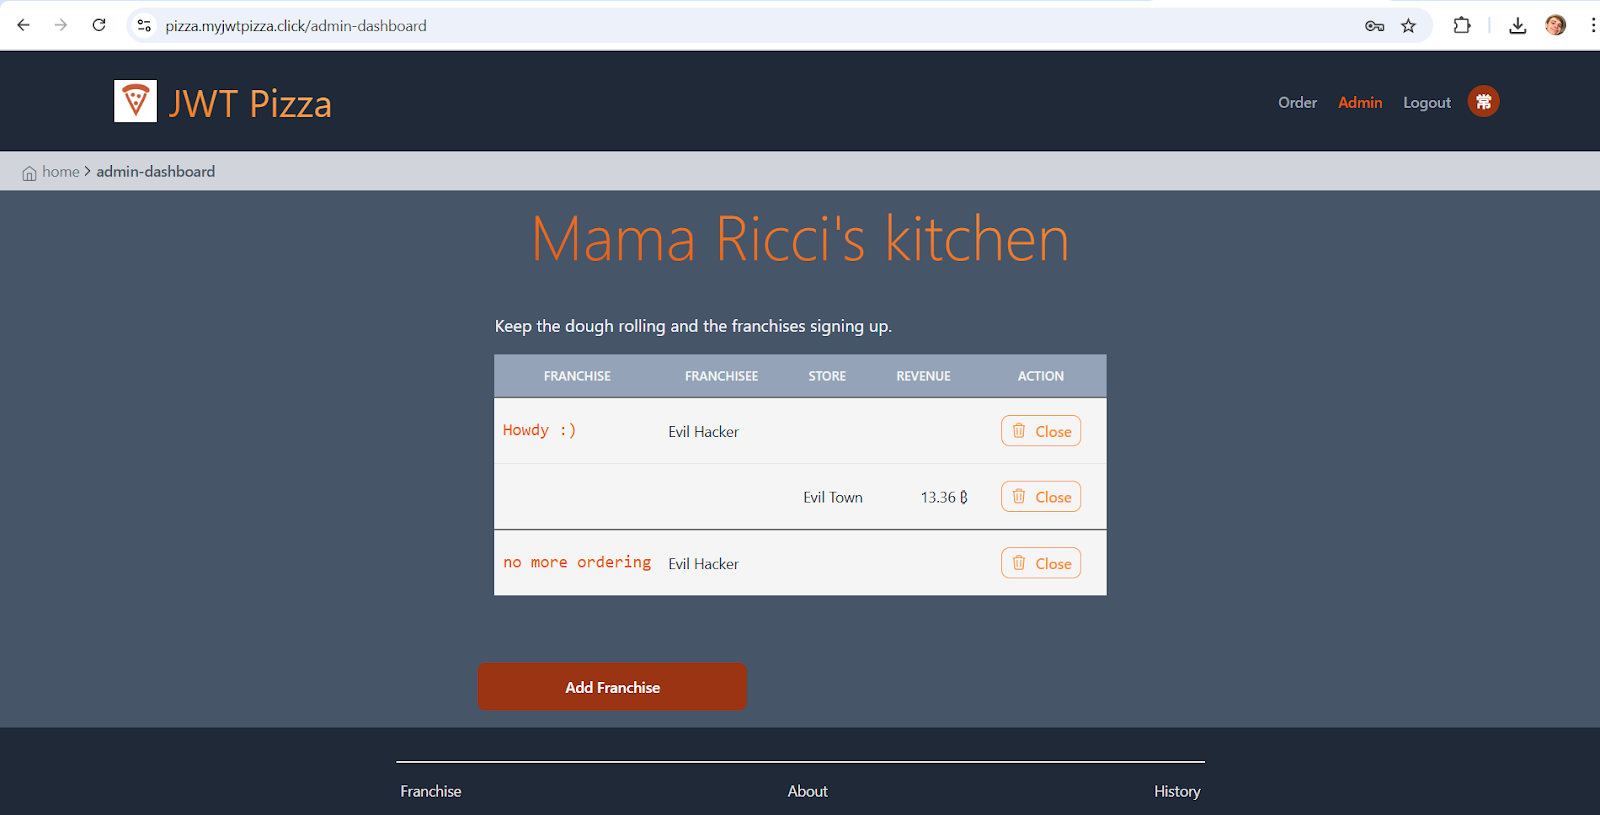 pizza.myjwtpizza.click/admin-dashboard
JWT Pizza
Order Admin Logout 常
home > admin-dashboard
Mama Ricci's kitchen
Keep the dough rolling and the franchises signing up.
FRANCHISE FRANCHISEE STORE REVENUE ACTION
Howdy :) Evil Hacker Close
Evil Town 13.36 ₿ Close
no more ordering Evil Hacker Close
Add Franchise
Franchise About History